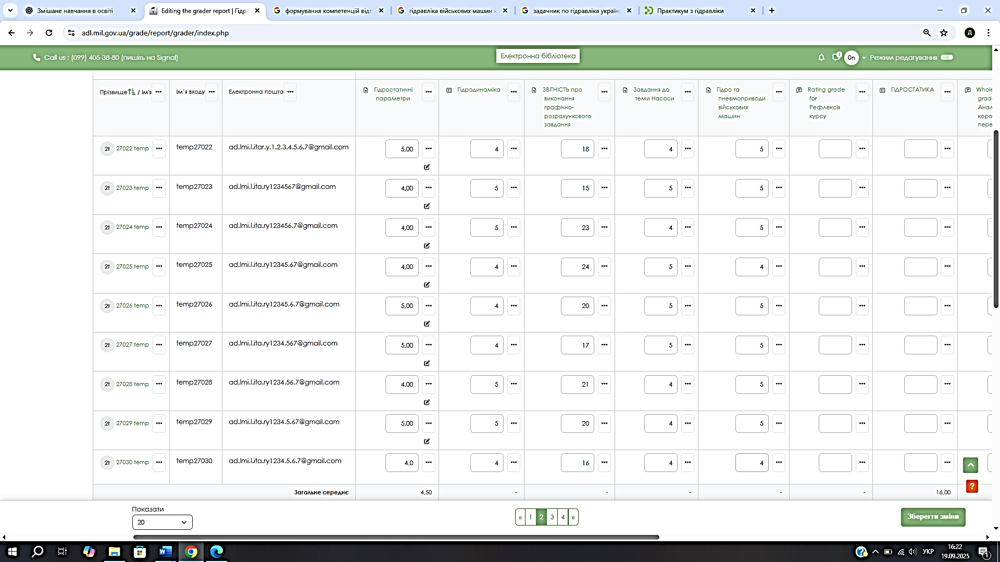 Змішане навчання в освіті
Editing the grader report | Гідра
формування компетенцій від
гідравліка військових машин
задачник по гідравліка україн
Практикум з гідравліки
adl.mil.gov.ua/grade/report/grader/index.php
Д
Call us : (099) 405-38-80 (пишіть на Signal)
Електронна бібліотека
1
0п
Режим редагування
Прізвище / Ім'я
Ім'я входу
Електронна пошта
Гідростатичні параметри
Гідродинаміка
ЗВІТНІСТЬ про виконання графічно-розрахункового завдання
Завдання до теми Насоси
Гідро та пневмоприводи військових машин
Rating grade for Рефлексія курсу
ГІДРОСТАТИКА
Whole
2t 27022 temp temp27022 ad.lmi.l.itar.y.1.2.3.4.5.6.7@gmail.com 5,00 4 18 4 5
2t 27023 temp temp27023 ad.lmi.l.ita.ry1234567@gmail.com 4,00 5 15 5 5
2t 27024 temp temp27024 ad.lmi.l.ita.ry123456.7@gmail.com 4,00 5 23 4 5
2t 27025 temp temp27025 ad.lmi.l.ita.ry12345.67@gmail.com 4,00 4 24 5 4
2t 27026 temp temp27026 ad.lmi.l.ita.ry12345.6.7@gmail.com 5,00 4 20 5 5
2t 27027 temp temp27027 ad.lmi.l.ita.ry1234.567@gmail.com 5,00 4 17 5 5
2t 27028 temp temp27028 ad.lmi.l.ita.ry1234.56.7@gmail.com 4,00 5 21 4 5
2t 27029 temp temp27029 ad.lmi.l.ita.ry1234.5.67@gmail.com 5,00 5 20 4 5
2t 27030 temp temp27030 ad.lmi.l.ita.ry1234.5.6.7@gmail.com 4.0 4 16 4 4
Загальне середнє 4,50 - - - - - 16,00
?
Показати
20
« 1 2 3 4 »
Зберегти зміни
УКР
16:22
19.09.2025
1